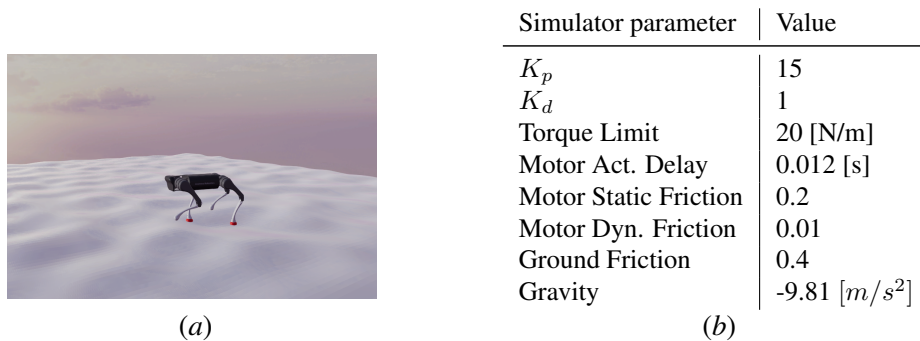 Simulator parameter Value
K_p 15
K_d 1
Torque Limit 20 [N/m]
Motor Act. Delay 0.012 [s]
Motor Static Friction 0.2
Motor Dyn. Friction 0.01
Ground Friction 0.4
Gravity -9.81 [m/s²]
(a) (b)